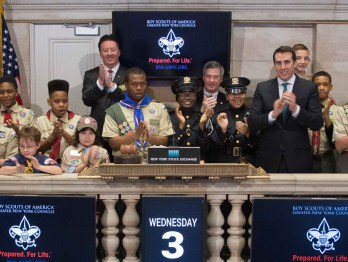 BOY SCOUTS OF AMERICA
GREATER NEW YORK COUNCILS
Prepared. For Life.
NEW YORK STOCK EXCHANGE
BOY SCOUTS OF AMERICA
GREATER NEW YORK COUNCILS
Prepared. For Life.
WEDNESDAY
3
BOY SCOUTS OF AMERICA
GREATER NEW YORK COUNCILS
Prepared. For Life.